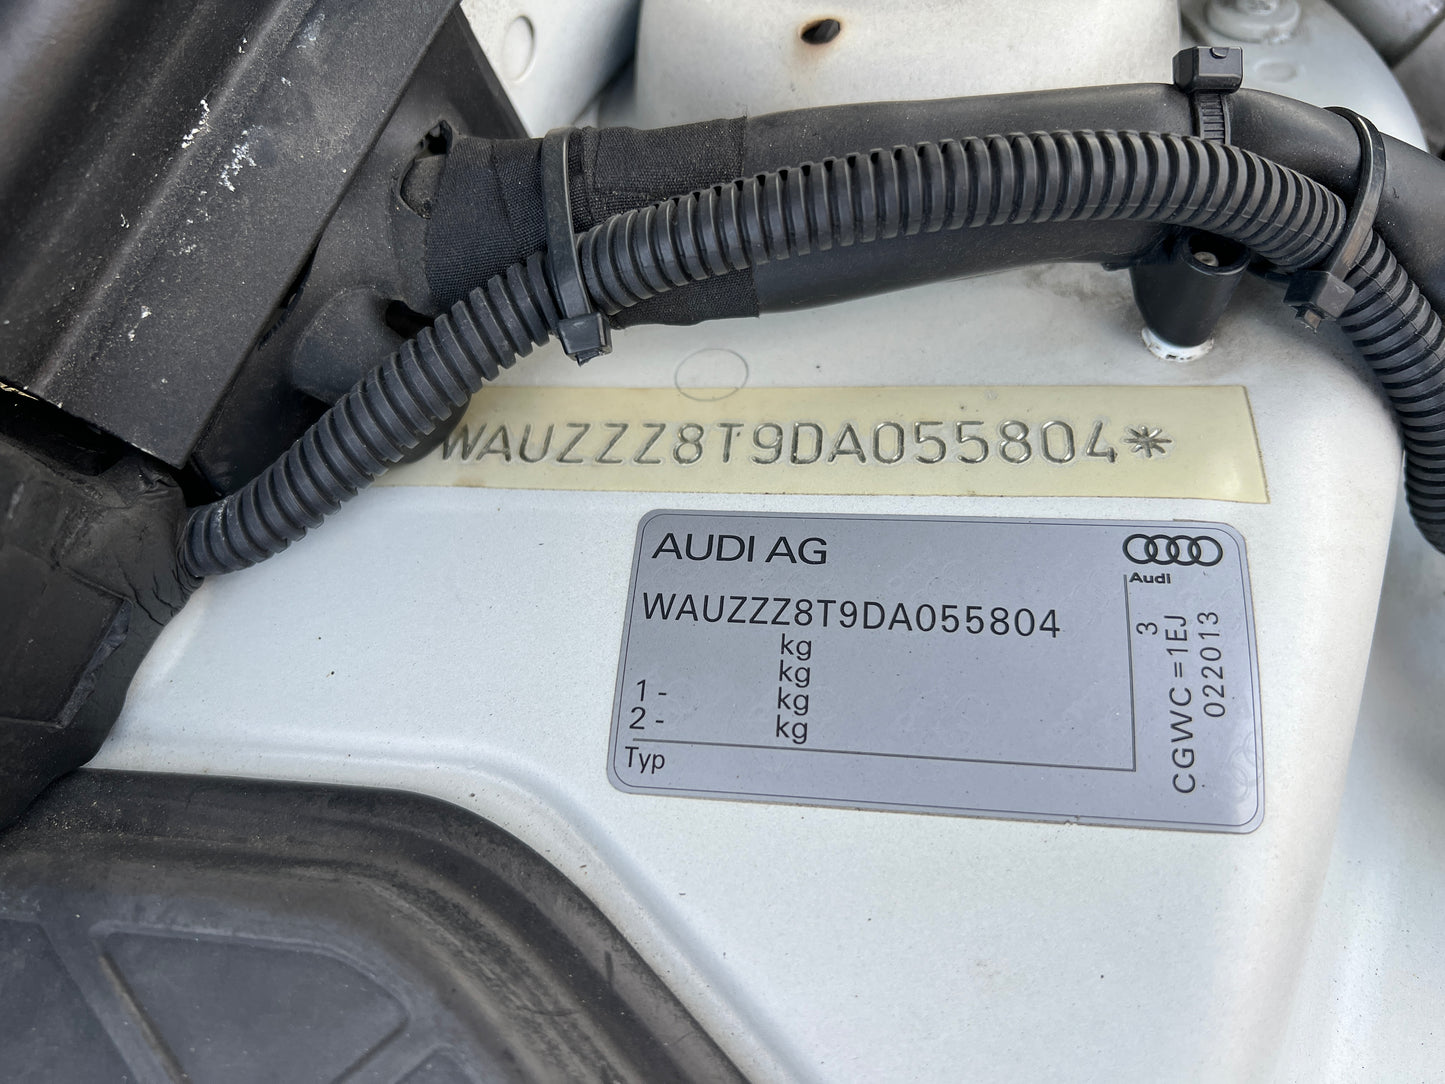 WAUZZZ8T9DA055804*
AUDI AG
Audi
WAUZZZ8T9DA055804
kg
kg
1 - kg
2 - kg
Typ
3
CGWC =1EJ
022013